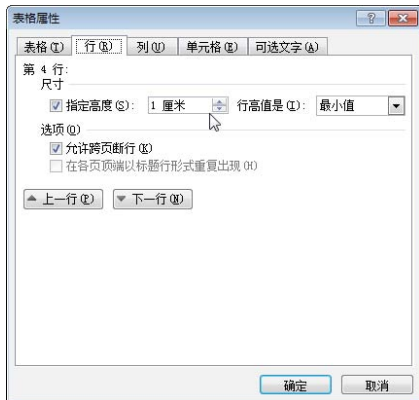 表格属性
表格(T) 行(R) 列(U) 单元格(E) 可选文字(A)
第 4 行:
尺寸
指定高度(S): 1 厘米 行高值是(I): 最小值
选项(O)
允许跨页断行(K)
在各页顶端以标题行形式重复出现(H)
上一行(P) 下一行(N)
确定 取消